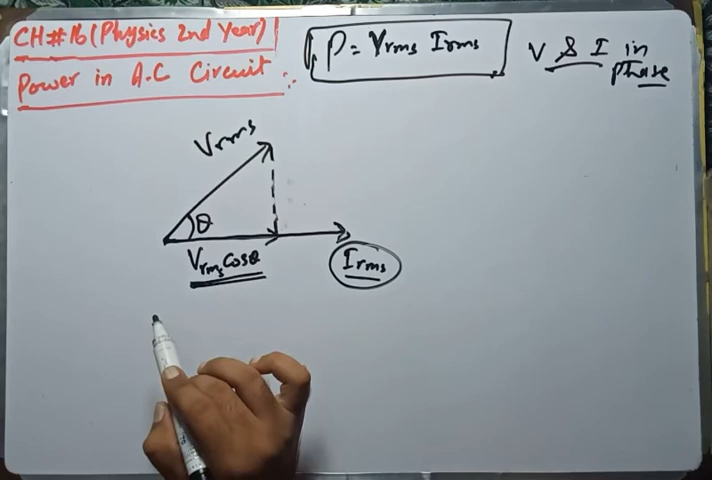 CH#16 (Physics 2nd Year)
Power in A.C Circuit :-
P = Vrms Irms
V & I in
phase
Vrms
θ
Vrms Cosθ
Irms